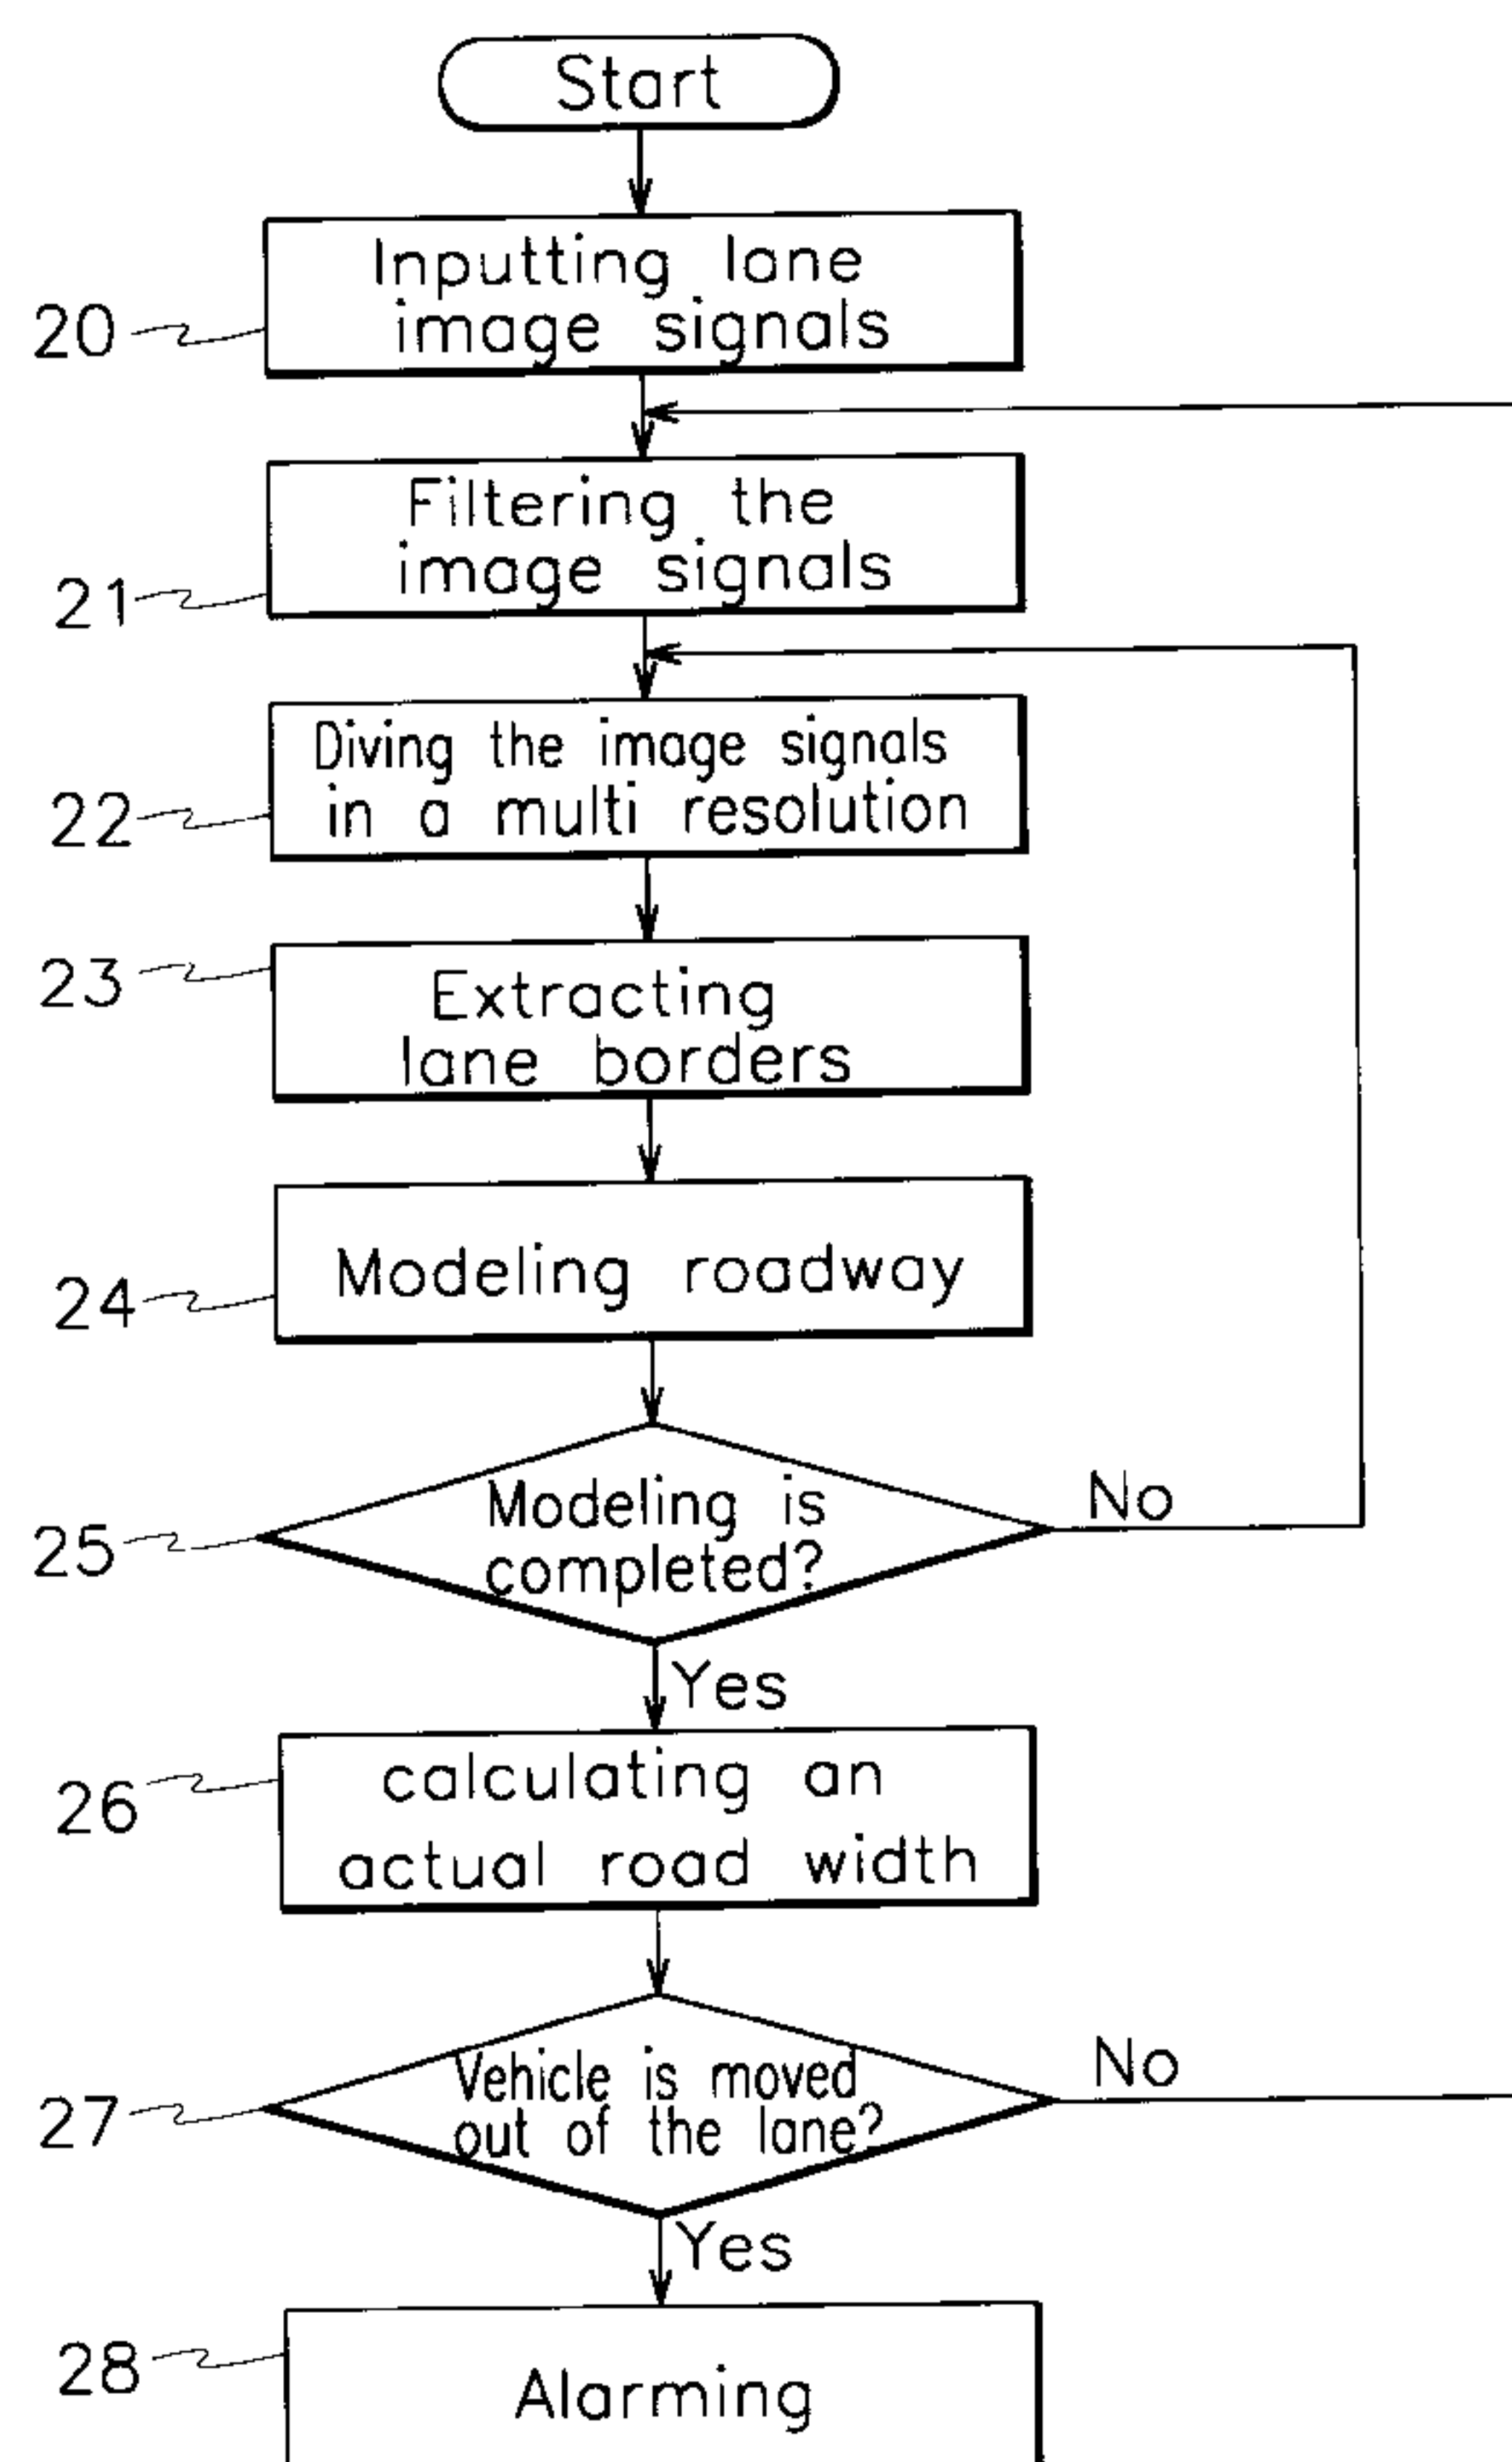 Start
Inputting lane
image signals
20
Filtering the
image signals
21
Diving the image signals
in a multi resolution
22
23
Extracting
lane borders
Modeling roadway
24
Modeling is
completed?
No
25
Yes
calculating an
actual road width
26
Vehicle is moved
out of the lane?
No
27
Yes
28
Alarming